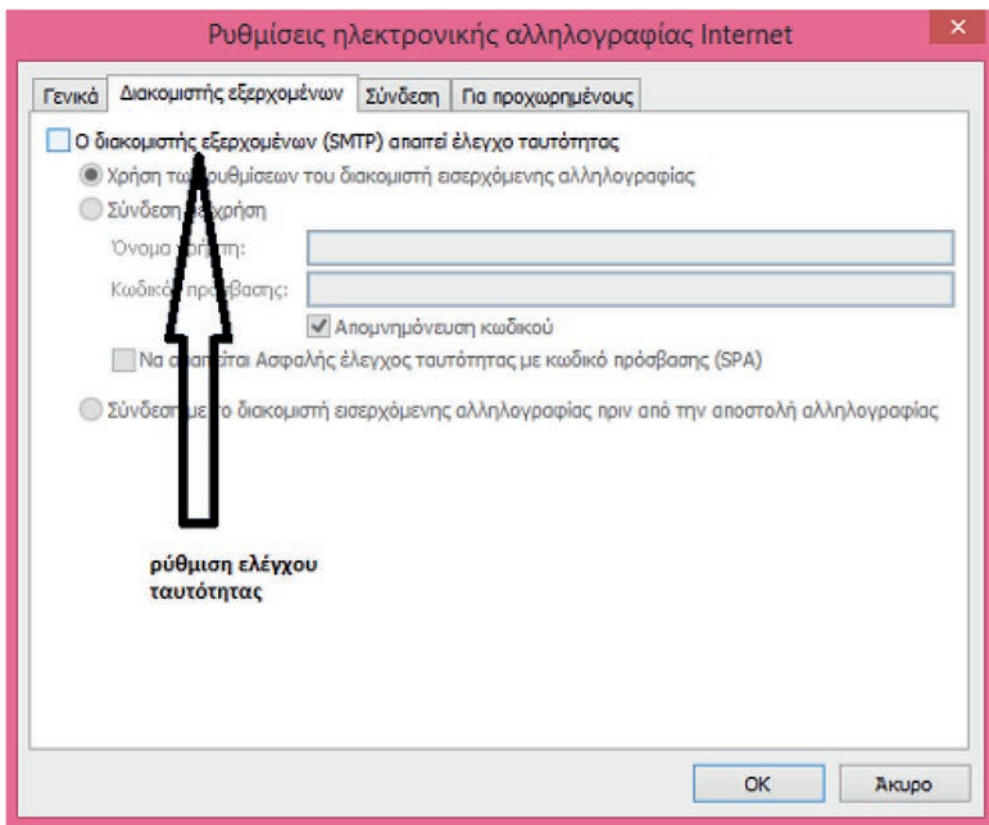 Ρυθμίσεις ηλεκτρονικής αλληλογραφίας Internet
Γενικά Διακομιστής εξερχομένων Σύνδεση Για προχωρημένους
Ο διακομιστής εξερχομένων (SMTP) απαιτεί έλεγχο ταυτότητας
Χρήση των ρυθμίσεων του διακομιστή εισερχόμενης αλληλογραφίας
Σύνδεση με χρήση
Όνομα χρήστη:
Κωδικός πρόσβασης:
Απομνημόνευση κωδικού
Να απαιτείται Ασφαλής έλεγχος ταυτότητας με κωδικό πρόσβασης (SPA)
Σύνδεση με το διακομιστή εισερχόμενης αλληλογραφίας πριν από την αποστολή αλληλογραφίας
ρύθμιση ελέγχου
ταυτότητας
OK Άκυρο